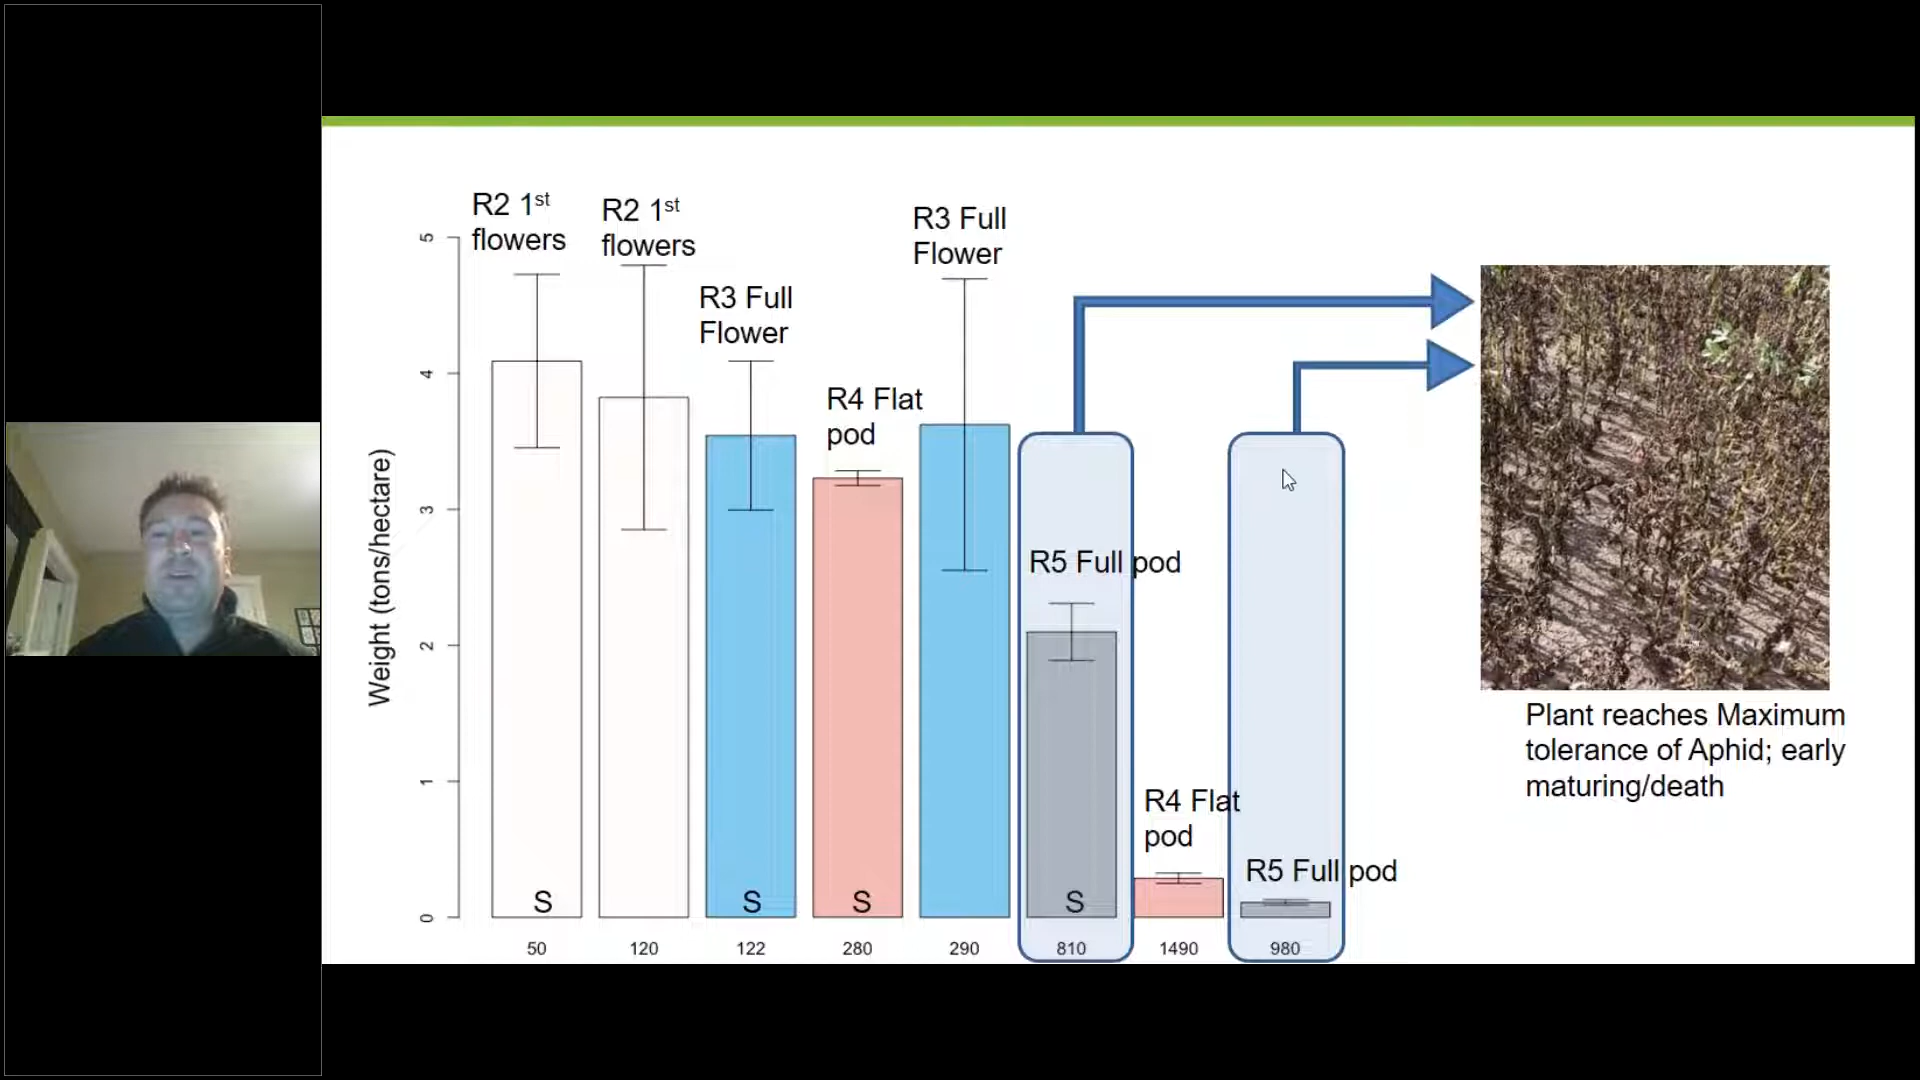 R2 1st
flowers
R2 1st
flowers
R3 Full
Flower
R4 Flat
pod
R3 Full
Flower
R5 Full pod
R4 Flat
pod
R5 Full pod
Weight (tons/hectare)
5
4
3
2
1
0
S
S
S
S
50
120
122
280
290
810
1490
980
Plant reaches Maximum
tolerance of Aphid; early
maturing/death